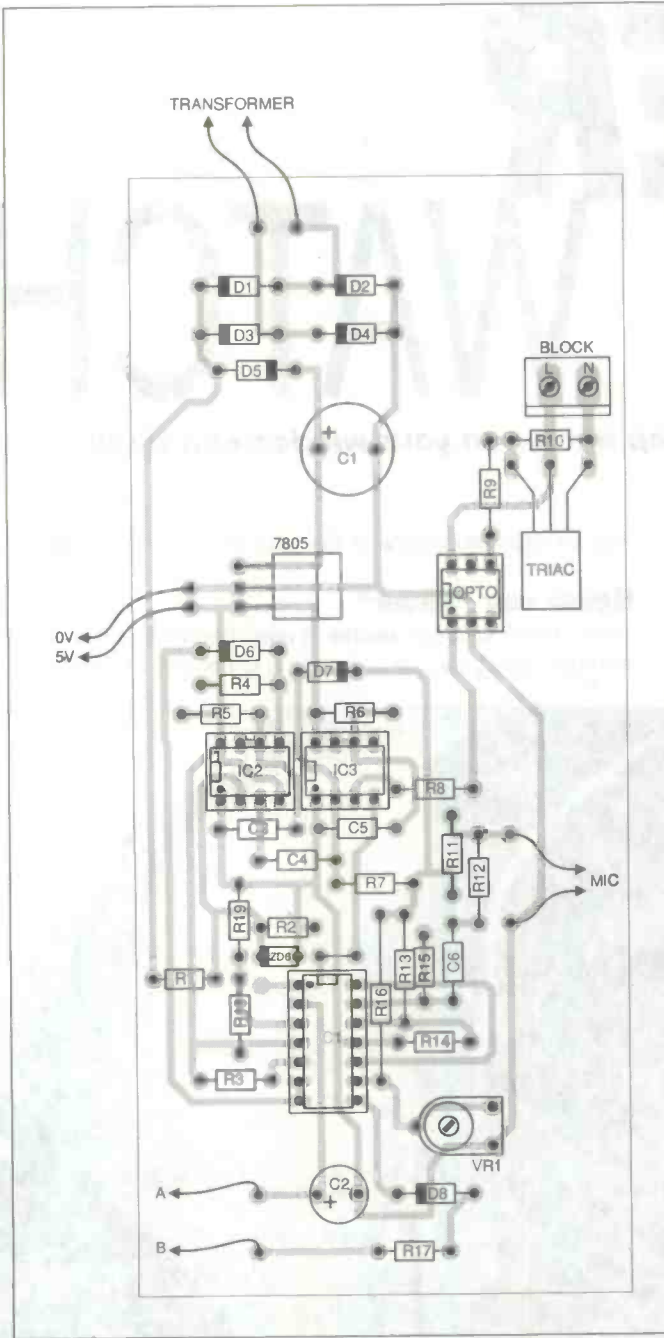 TRANSFORMER
D1 D2
D3 D4
D5
BLOCK
L N
+
C1
R10
R9
7805
OPTO
TRIAC
0V
5V
D6
R4
D7
R5 R6
IC2 IC3
R8
C5
C4
R11
R12
R7
MIC
R19
R2
ZD6
R16
R13
R15
C6
R14
R3
VR1
A
C2
+
D8
B
R17